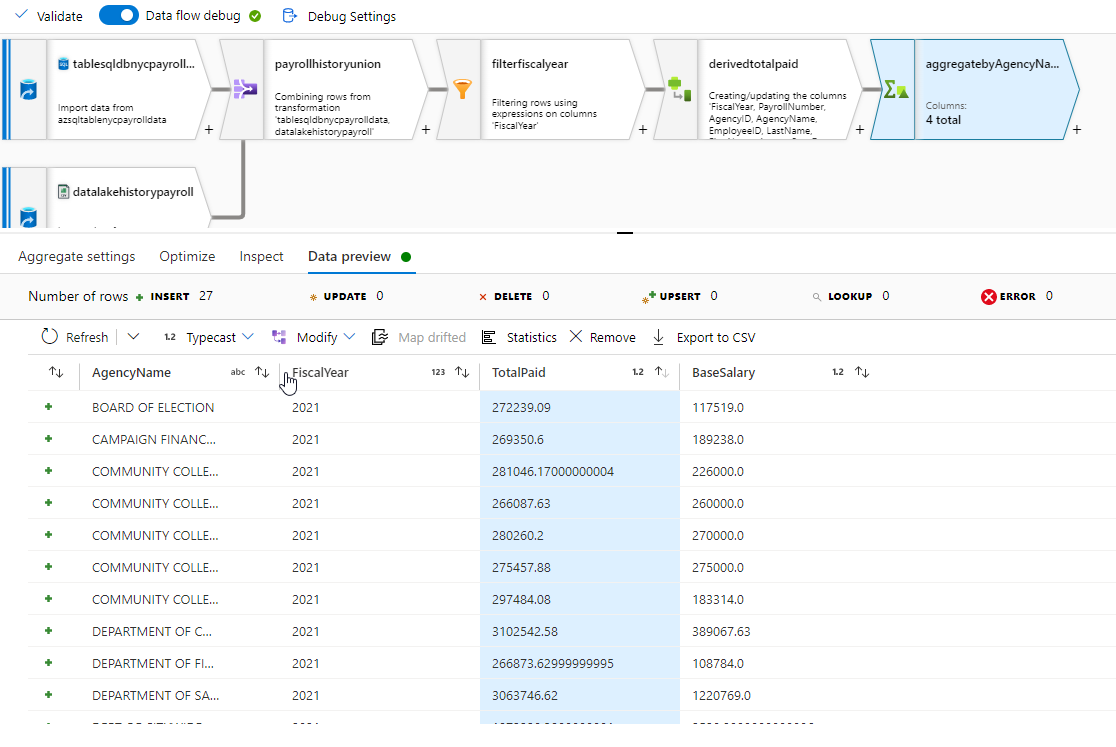 Validate Data flow debug Debug Settings
tablesqldbnycpayroll...
Import data from
azsqltablenycpayrolldata
+
payrollhistoryunion
Combining rows from
transformation
'tablesqldbnycpayrolldata,
datalakehistorypayroll'
+
filterfiscalyear
Filtering rows using
expressions on columns
'FiscalYear'
+
derivedtotalpaid
Creating/updating the columns
'FiscalYear, PayrollNumber,
AgencyID, AgencyName,
EmployeeID, LastName,
+
aggregatebyAgencyNa...
Columns:
4 total
+
datalakehistorypayroll
Aggregate settings Optimize Inspect Data preview
Number of rows + INSERT 27 UPDATE 0 DELETE 0 UPSERT 0 LOOKUP 0 ERROR 0
Refresh 1.2 Typecast Modify Map drifted Statistics Remove Export to CSV
AgencyName abc FiscalYear 123 TotalPaid 1.2 BaseSalary 1.2
+ BOARD OF ELECTION 2021 272239.09 117519.0
+ CAMPAIGN FINANC... 2021 269350.6 189238.0
+ COMMUNITY COLLE... 2021 281046.17000000004 226000.0
+ COMMUNITY COLLE... 2021 266087.63 260000.0
+ COMMUNITY COLLE... 2021 280260.2 270000.0
+ COMMUNITY COLLE... 2021 275457.88 275000.0
+ COMMUNITY COLLE... 2021 297484.08 183314.0
+ DEPARTMENT OF C... 2021 3102542.58 389067.63
+ DEPARTMENT OF FI... 2021 266873.62999999995 108784.0
+ DEPARTMENT OF SA... 2021 3063746.62 1220769.0